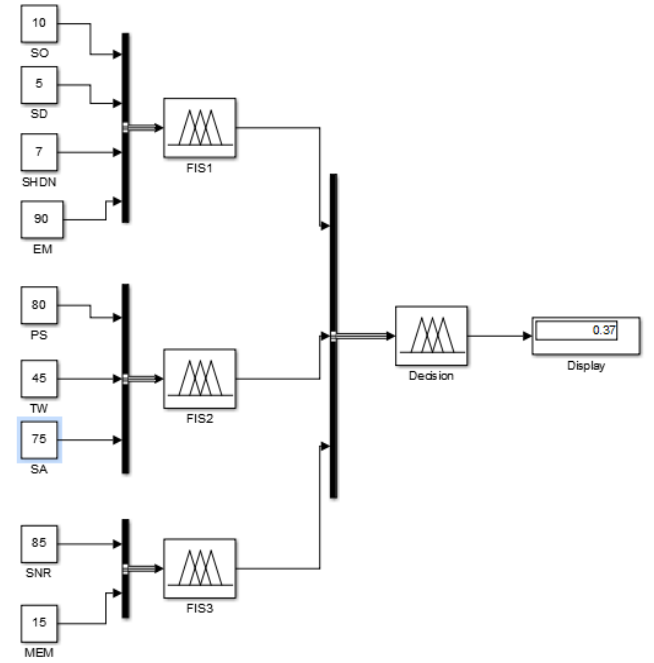 10
SO
5
SD
7
SHDN
90
EM
FIS1
80
PS
45
TW
75
SA
FIS2
85
SNR
15
MEM
FIS3
Decision
0.37
Display